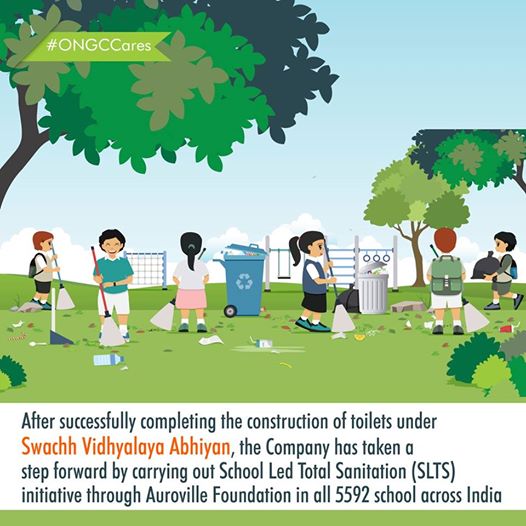 #ONGCCares
After successfully completing the construction of toilets under
Swachh Vidhyalaya Abhiyan, the Company has taken a
step forward by carrying out School Led Total Sanitation (SLTS)
initiative through Auroville Foundation in all 5592 school across India